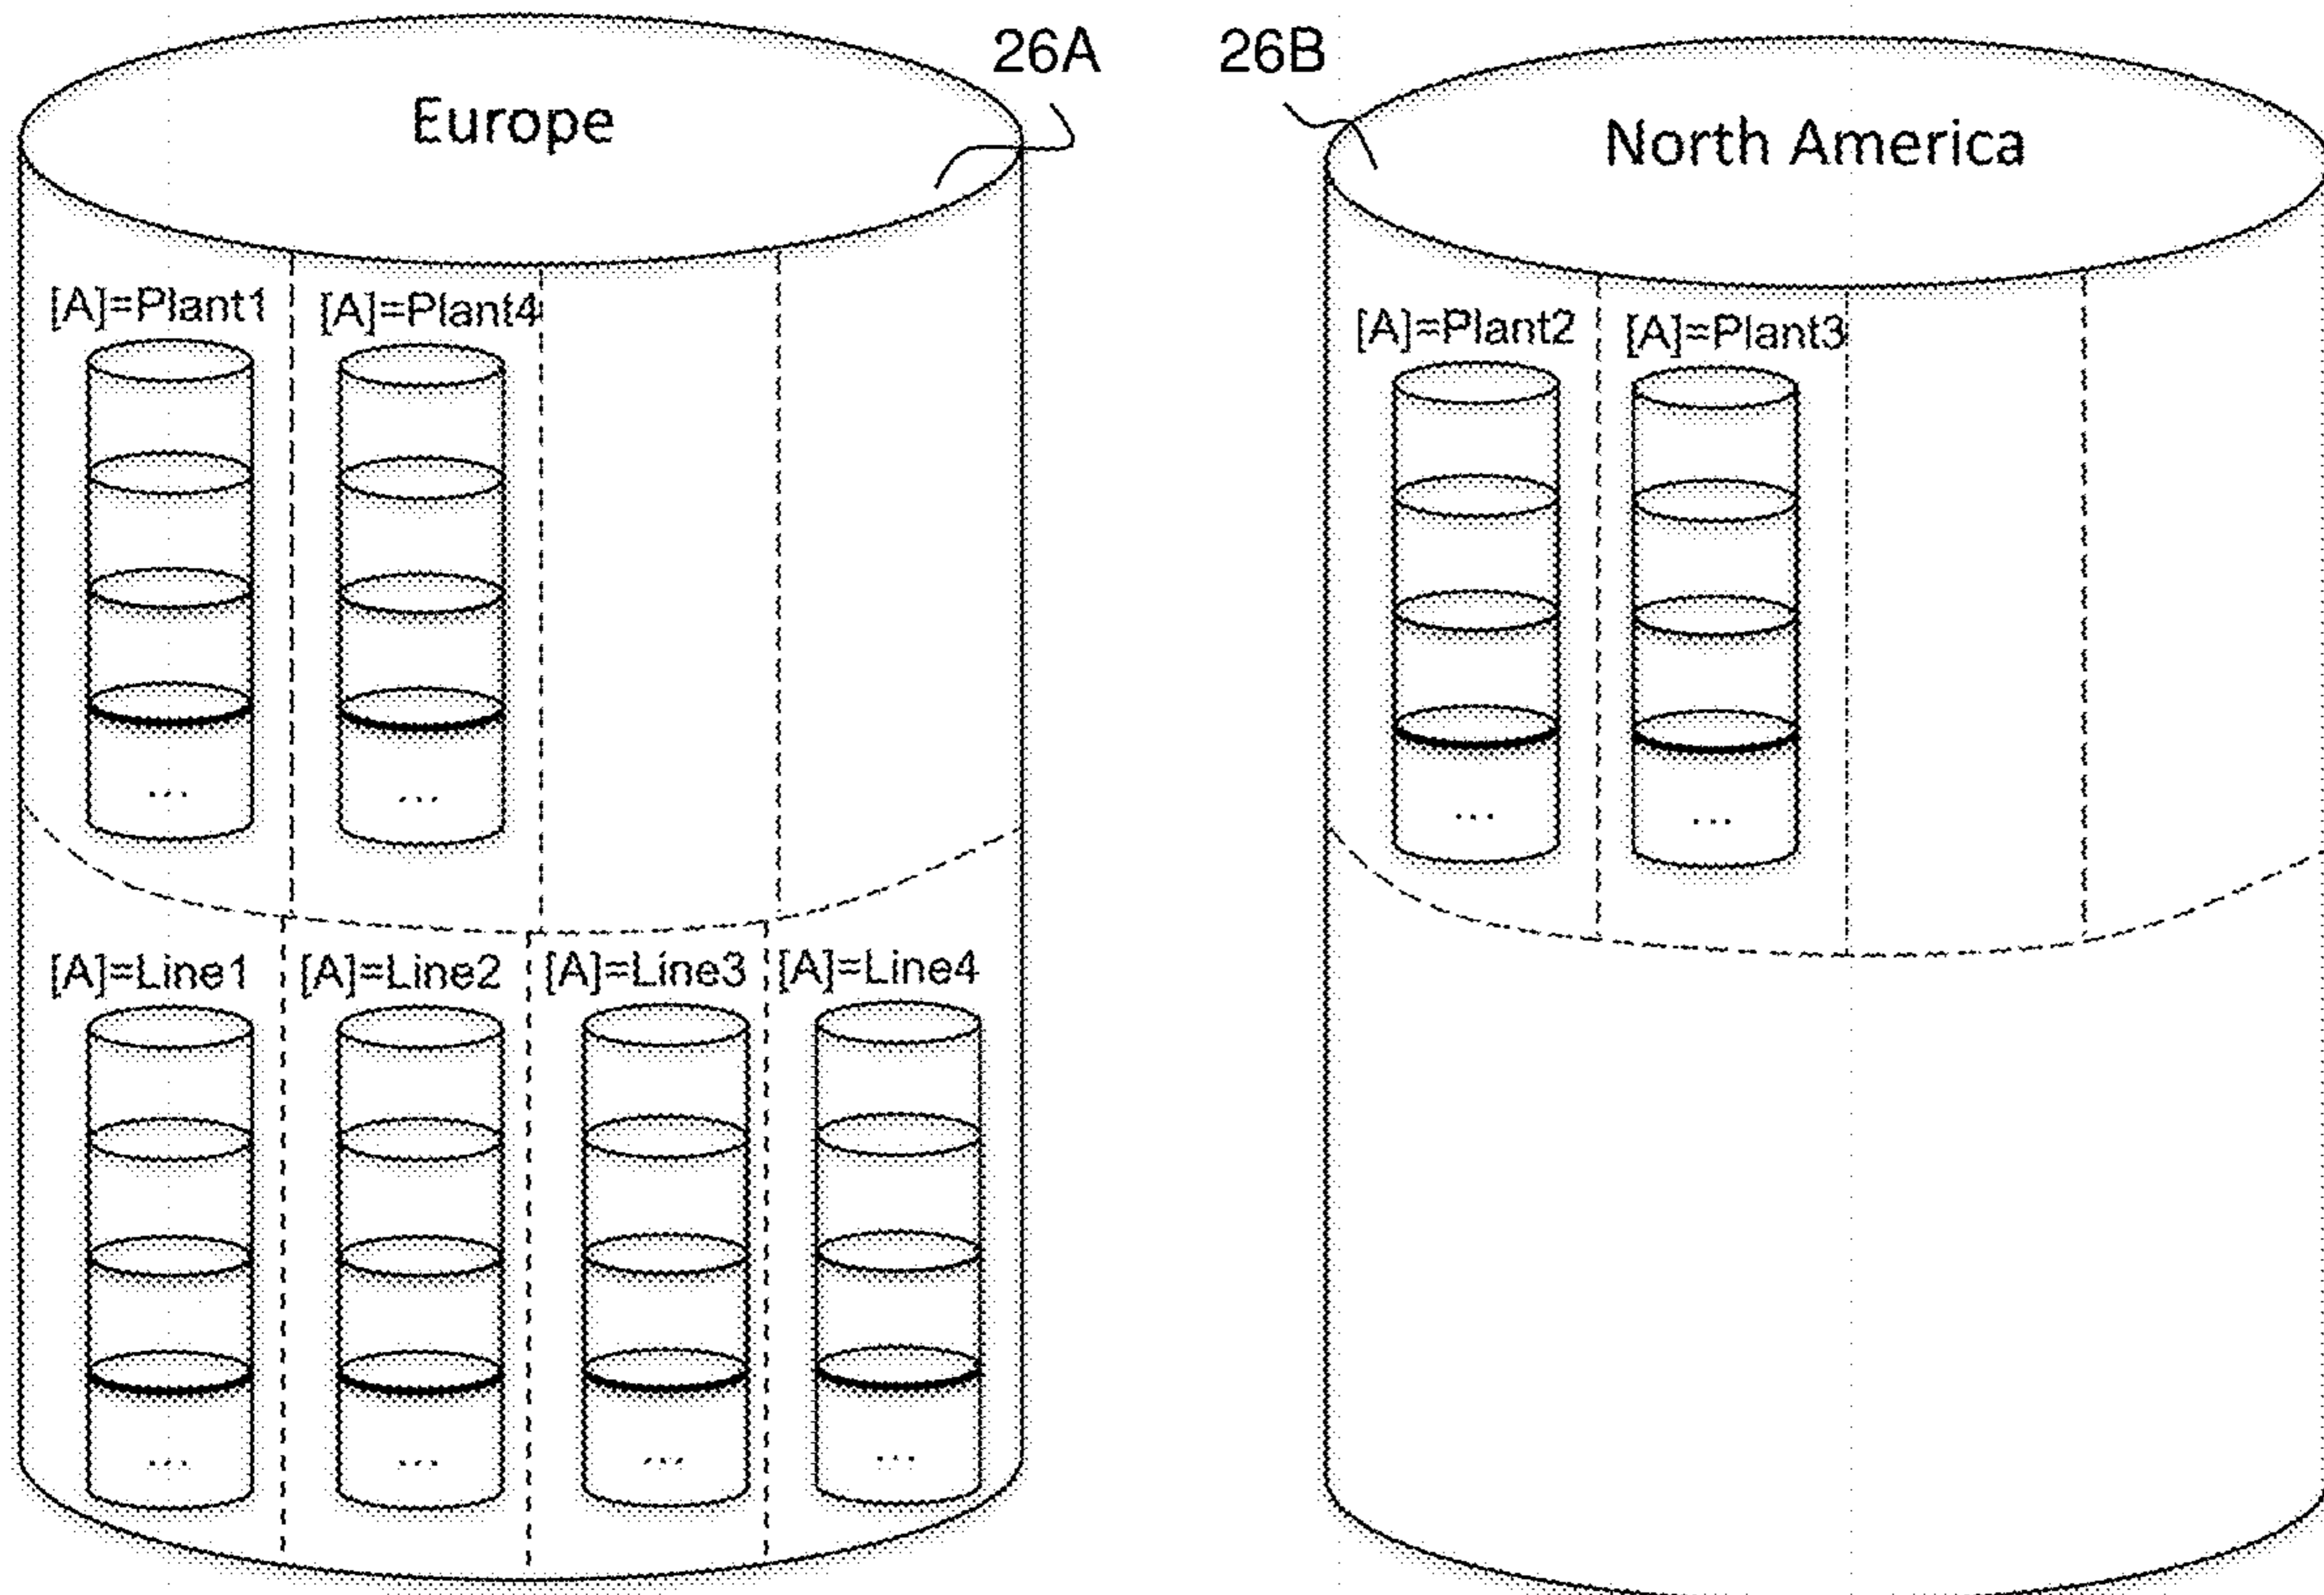 26A 26B
Europe
North America
[A]=Plant1 [A]=Plant4
[A]=Plant2 [A]=Plant3
... ...
... ...
[A]=Line1 [A]=Line2 [A]=Line3 [A]=Line4
... ... ... ...